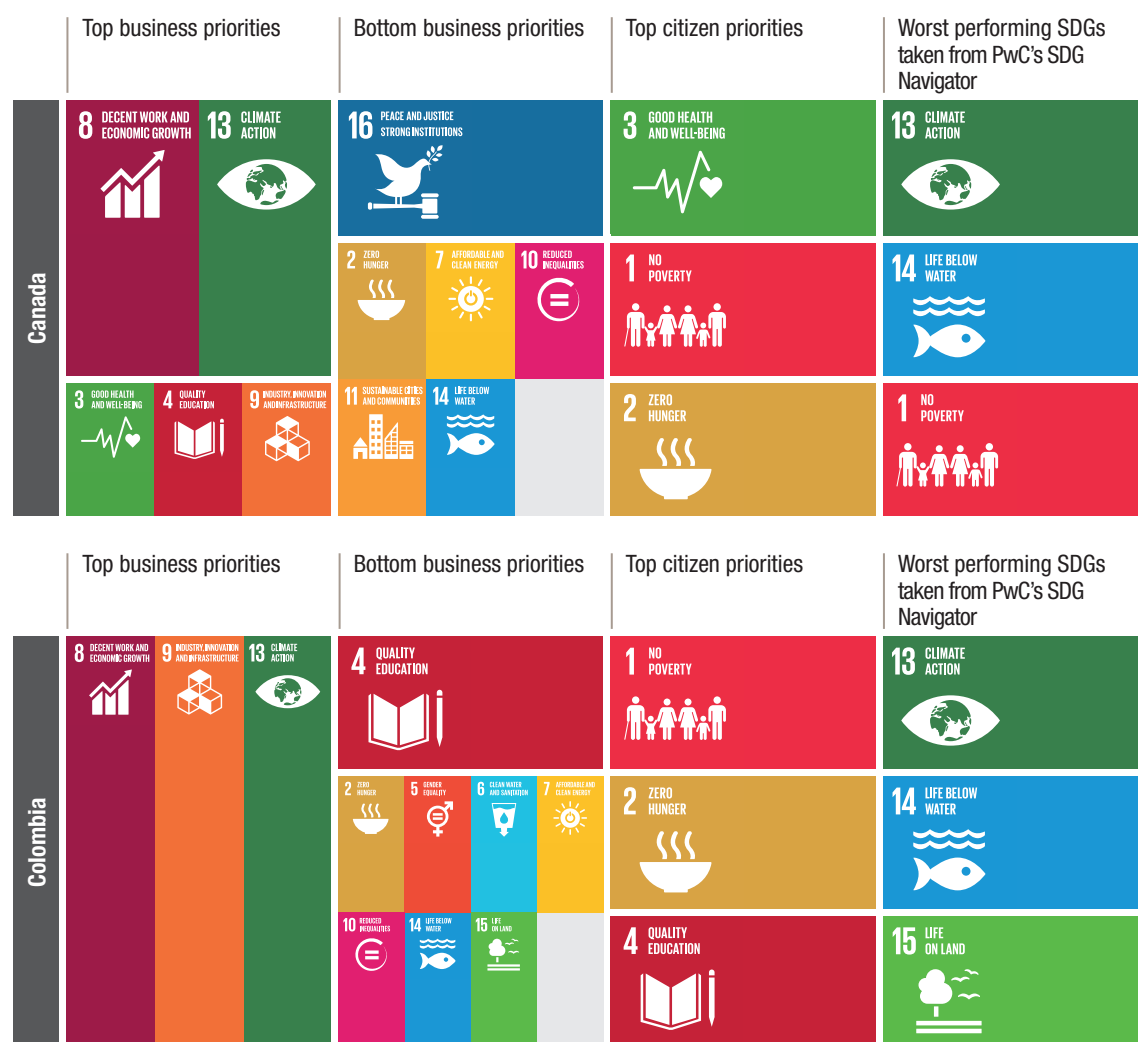 Top business priorities
Bottom business priorities
Top citizen priorities
Worst performing SDGs
taken from PwC's SDG
Navigator
Canada
8 DECENT WORK AND
ECONOMIC GROWTH
13 CLIMATE
ACTION
3 GOOD HEALTH
AND WELL-BEING
4 QUALITY
EDUCATION
9 INDUSTRY, INNOVATION
AND INFRASTRUCTURE
16 PEACE AND JUSTICE
STRONG INSTITUTIONS
2 ZERO
HUNGER
7 AFFORDABLE AND
CLEAN ENERGY
10 REDUCED
INEQUALITIES
11 SUSTAINABLE CITIES
AND COMMUNITIES
14 LIFE BELOW
WATER
3 GOOD HEALTH
AND WELL-BEING
1 NO
POVERTY
2 ZERO
HUNGER
13 CLIMATE
ACTION
14 LIFE BELOW
WATER
1 NO
POVERTY
Top business priorities
Bottom business priorities
Top citizen priorities
Worst performing SDGs
taken from PwC's SDG
Navigator
Colombia
8 DECENT WORK AND
ECONOMIC GROWTH
9 INDUSTRY, INNOVATION
AND INFRASTRUCTURE
13 CLIMATE
ACTION
4 QUALITY
EDUCATION
2 ZERO
HUNGER
5 GENDER
EQUALITY
6 CLEAN WATER
AND SANITATION
7 AFFORDABLE AND
CLEAN ENERGY
10 REDUCED
INEQUALITIES
14 LIFE BELOW
WATER
15 LIFE
ON LAND
1 NO
POVERTY
2 ZERO
HUNGER
4 QUALITY
EDUCATION
13 CLIMATE
ACTION
14 LIFE BELOW
WATER
15 LIFE
ON LAND